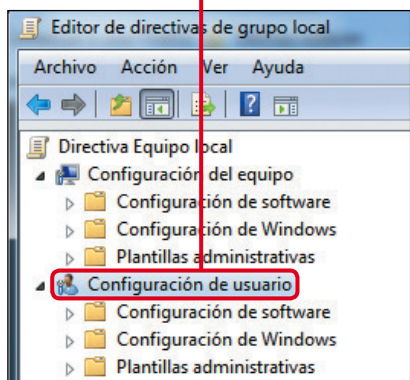 Editor de directivas de grupo local
Archivo Acción Ver Ayuda
Directiva Equipo local
Configuración del equipo
Configuración de software
Configuración de Windows
Plantillas administrativas
Configuración de usuario
Configuración de software
Configuración de Windows
Plantillas administrativas